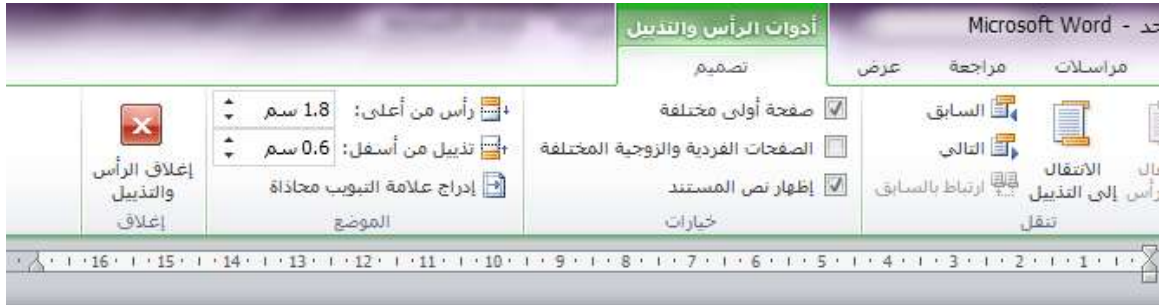 Microsoft Word -
أدوات الرأس والتذييل
مراسلات مراجعة عرض تصميم
الانتقال
إلى التذييل
السابق
التالي
ارتباط بالسابق
تنقل
صفحة أولى مختلفة
الصفحات الفردية والزوجية المختلفة
إظهار نص المستند
خيارات
رأس من أعلى: 1.8 سم
تذييل من أسفل: 0.6 سم
إدراج علامة التبويب محاذاة
الموضع
إغلاق الرأس
والتذييل
إغلاق
16 15 14 13 12 11 10 9 8 7 6 5 4 3 2 1